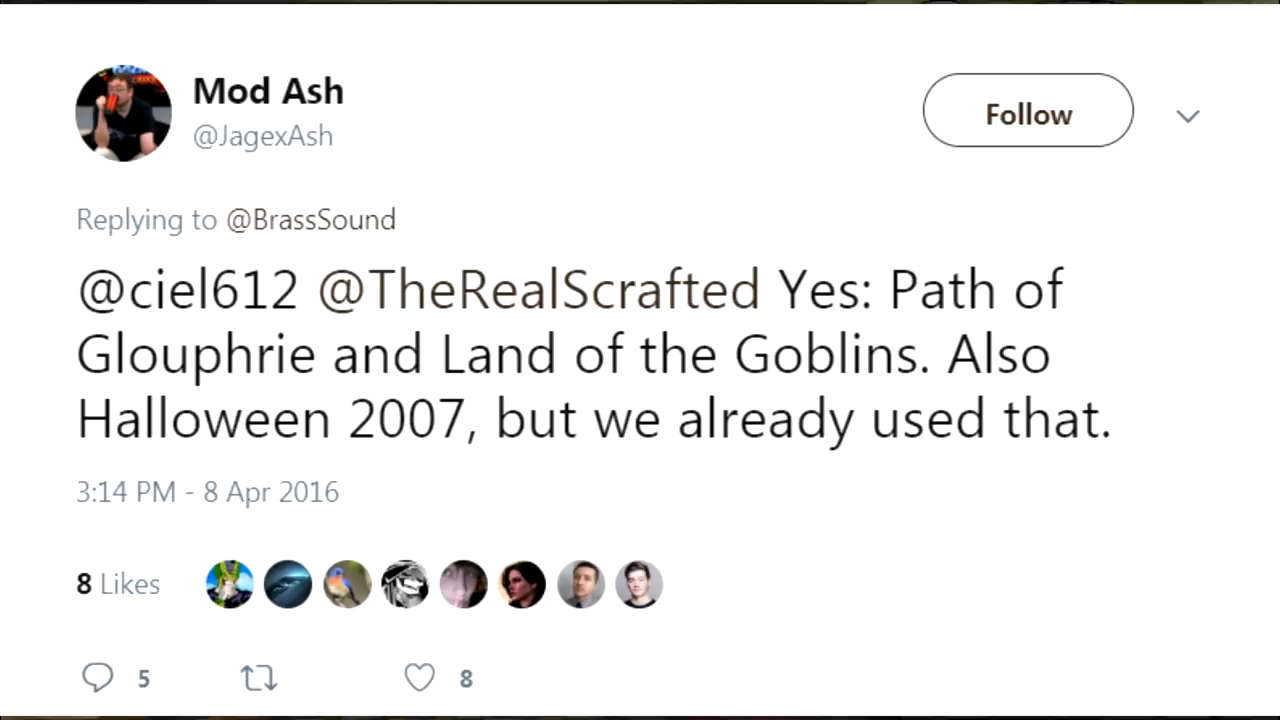 Mod Ash
@JagexAsh
Follow
Replying to @BrassSound
@ciel612 @TheRealScrafted Yes: Path of
Glouphrie and Land of the Goblins. Also
Halloween 2007, but we already used that.
3:14 PM - 8 Apr 2016
8 Likes
5
8